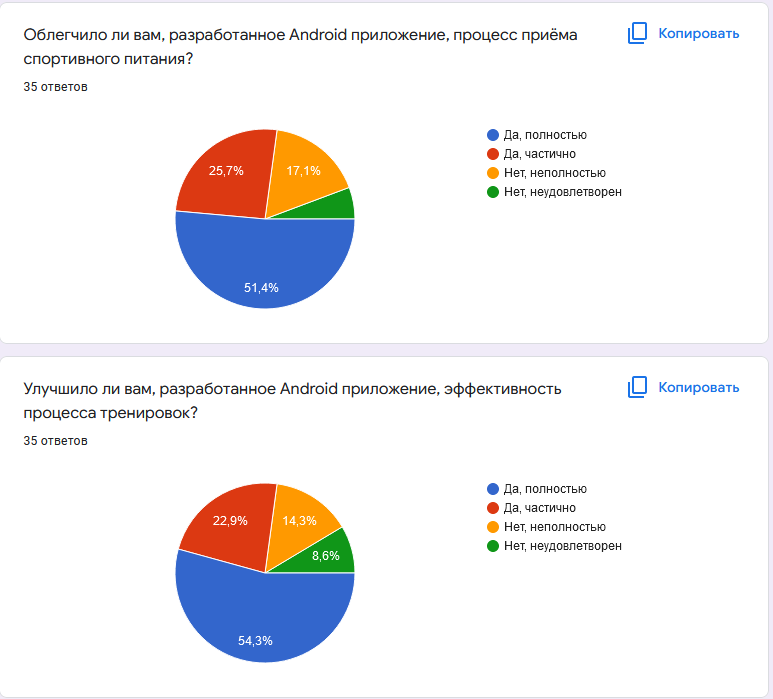 Облегчило ли вам, разработанное Android приложение, процесс приёма
спортивного питания?
Копировать
35 ответов
Да, полностью
Да, частично
Нет, неполностью
Нет, неудовлетворен
25,7%
17,1%
51,4%
Улучшило ли вам, разработанное Android приложение, эффективность
процесса тренировок?
Копировать
35 ответов
Да, полностью
Да, частично
Нет, неполностью
Нет, неудовлетворен
22,9%
14,3%
8,6%
54,3%